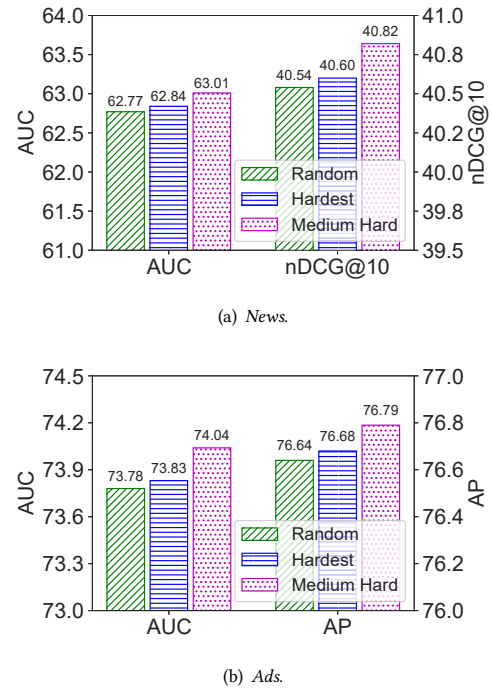 64.0
63.5
63.0
62.5
62.0
61.5
61.0
AUC
41.0
40.8
40.5
40.2
40.0
39.8
39.5
nDCG@10
62.77
62.84
63.01
40.54
40.60
40.82
Random
Hardest
Medium Hard
AUC
nDCG@10
(a) News.
74.5
74.2
73.9
73.6
73.3
73.0
AUC
77.0
76.8
76.6
76.4
76.2
76.0
AP
73.78
73.83
74.04
76.64
76.68
76.79
Random
Hardest
Medium Hard
AUC
AP
(b) Ads.